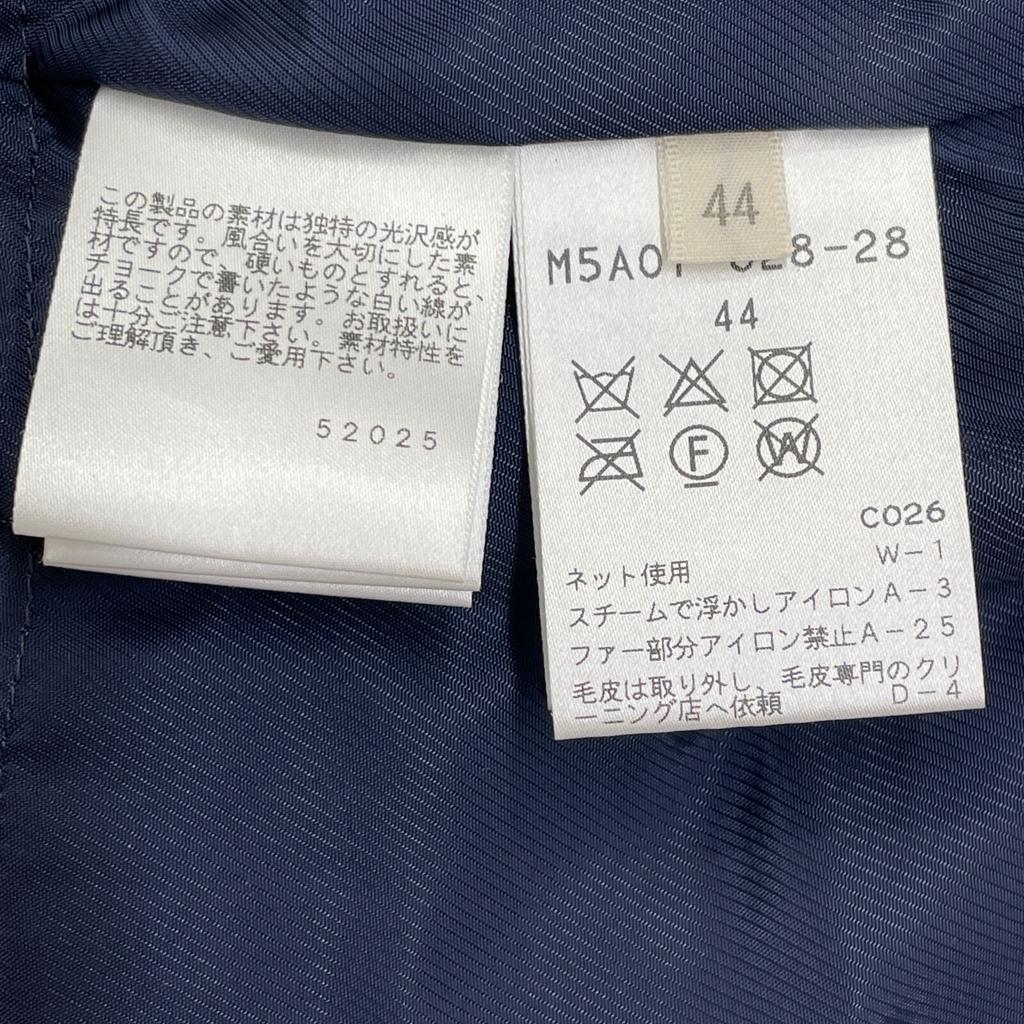 この製品の素材は独特の光沢感が
特長です。風合いを大切にした素
材ですので、硬いものとすれると、
チョークで書いたような白い線が
出ることがあります。お取扱いに
は十分ご注意下さい。素材特性を
ご理解頂き、ご愛用下さい。
52025
44
M5A01 028-28
44
F
W
C026
W-1
ネット使用
スチームで浮かしアイロンA-3
ファー部分アイロン禁止A-25
毛皮は取り外し、毛皮専門のクリ
ーニング店へ依頼 D-4